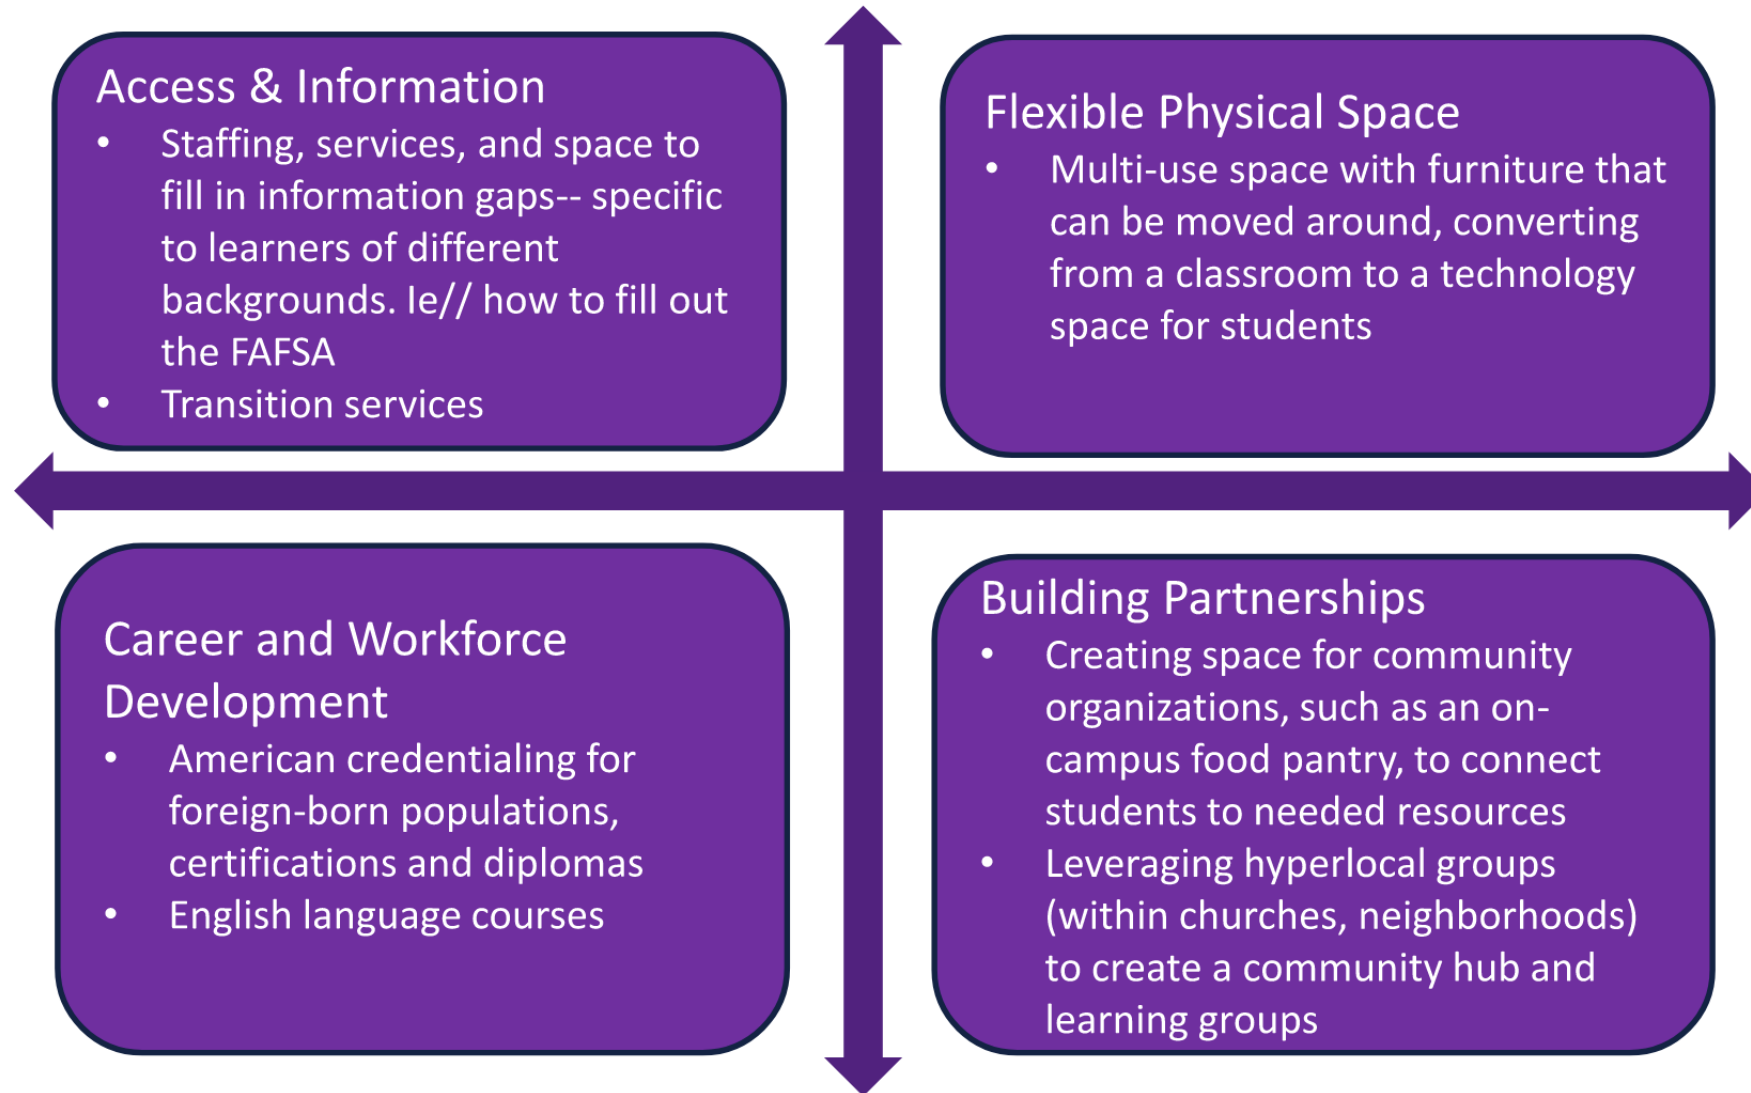 Access & Information
• Staffing, services, and space to
fill in information gaps-- specific
to learners of different
backgrounds. Ie// how to fill out
the FAFSA
• Transition services
Flexible Physical Space
• Multi-use space with furniture that
can be moved around, converting
from a classroom to a technology
space for students
Career and Workforce
Development
• American credentialing for
foreign-born populations,
certifications and diplomas
• English language courses
Building Partnerships
• Creating space for community
organizations, such as an on-
campus food pantry, to connect
students to needed resources
• Leveraging hyperlocal groups
(within churches, neighborhoods)
to create a community hub and
learning groups